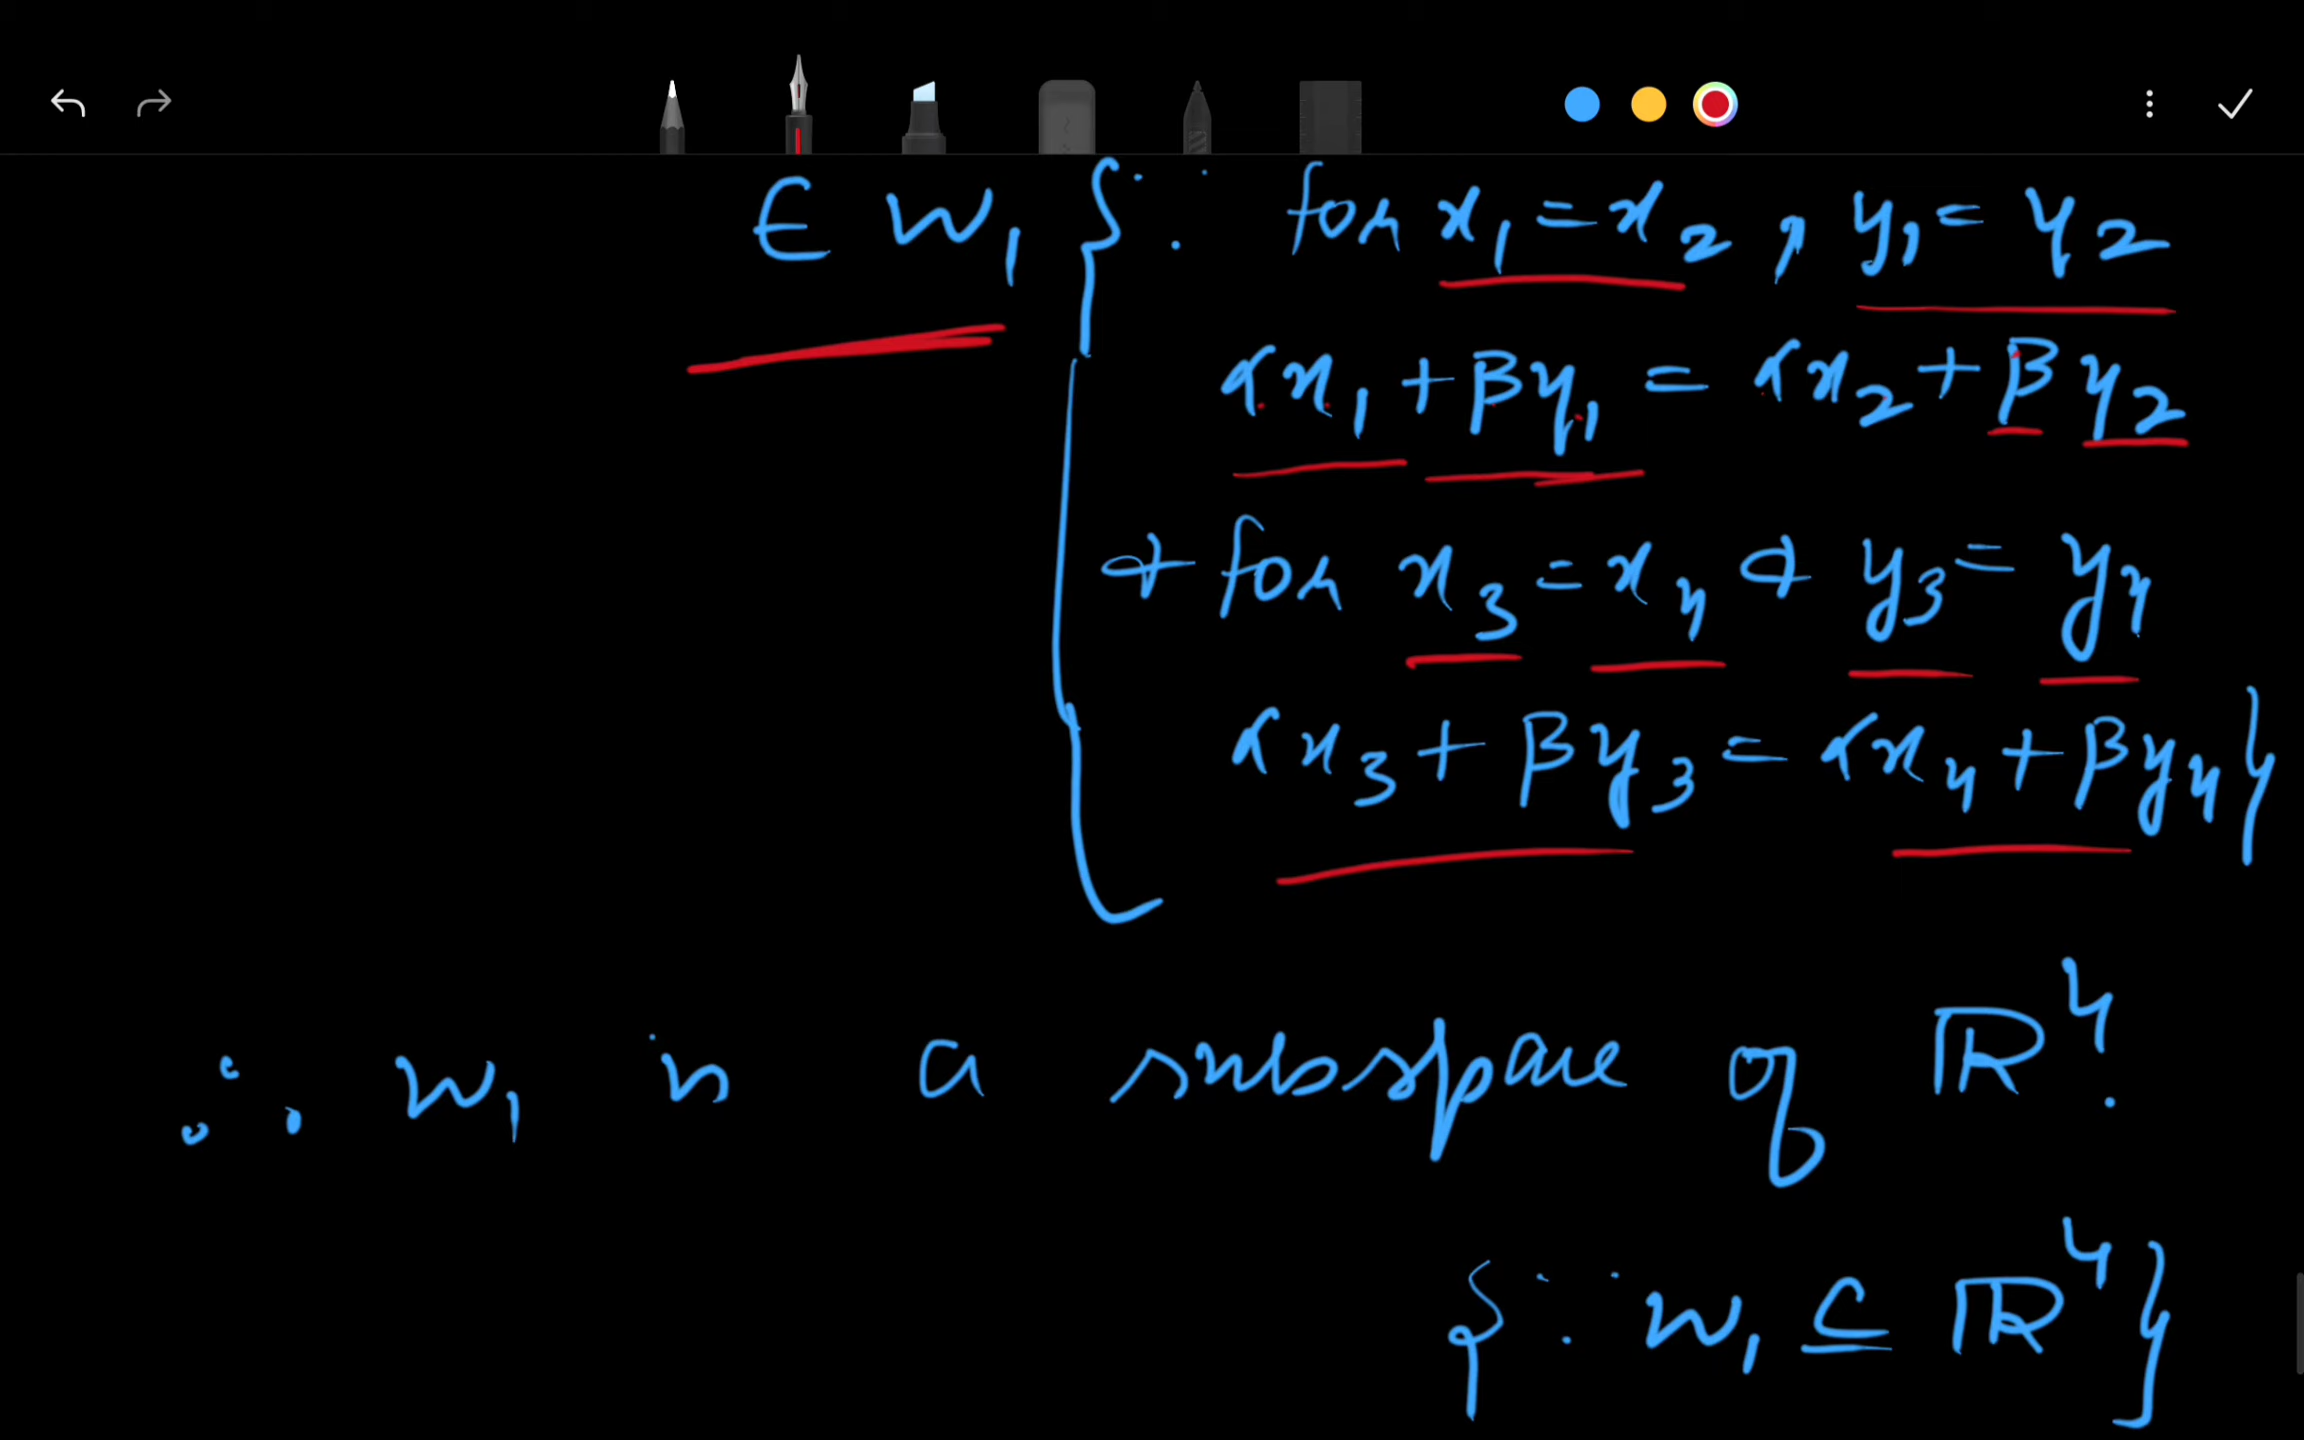 ∈ W₁ {∵ for x₁ = x₂ , y₁ = y₂
αx₁ + βy₁ = αx₂ + βy₂
& for x₃ = x₄ & y₃ = y₄
αx₃ + βy₃ = αx₄ + βy₄}
∴ W₁ is a subspace of ℝ⁴.
{∵ W₁ ⊆ ℝ⁴}